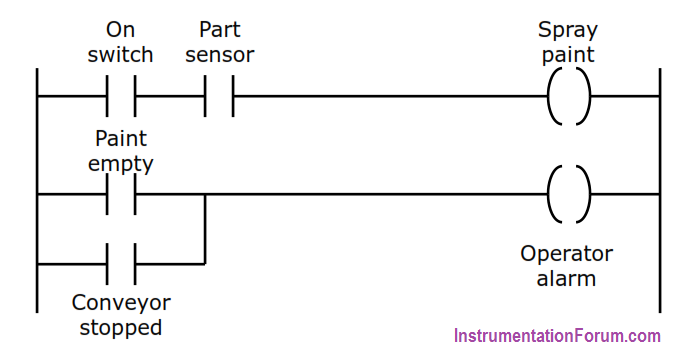 On
switch
Part
sensor
Spray
paint
Paint
empty
Operator
alarm
Conveyor
stopped
InstrumentationForum.com